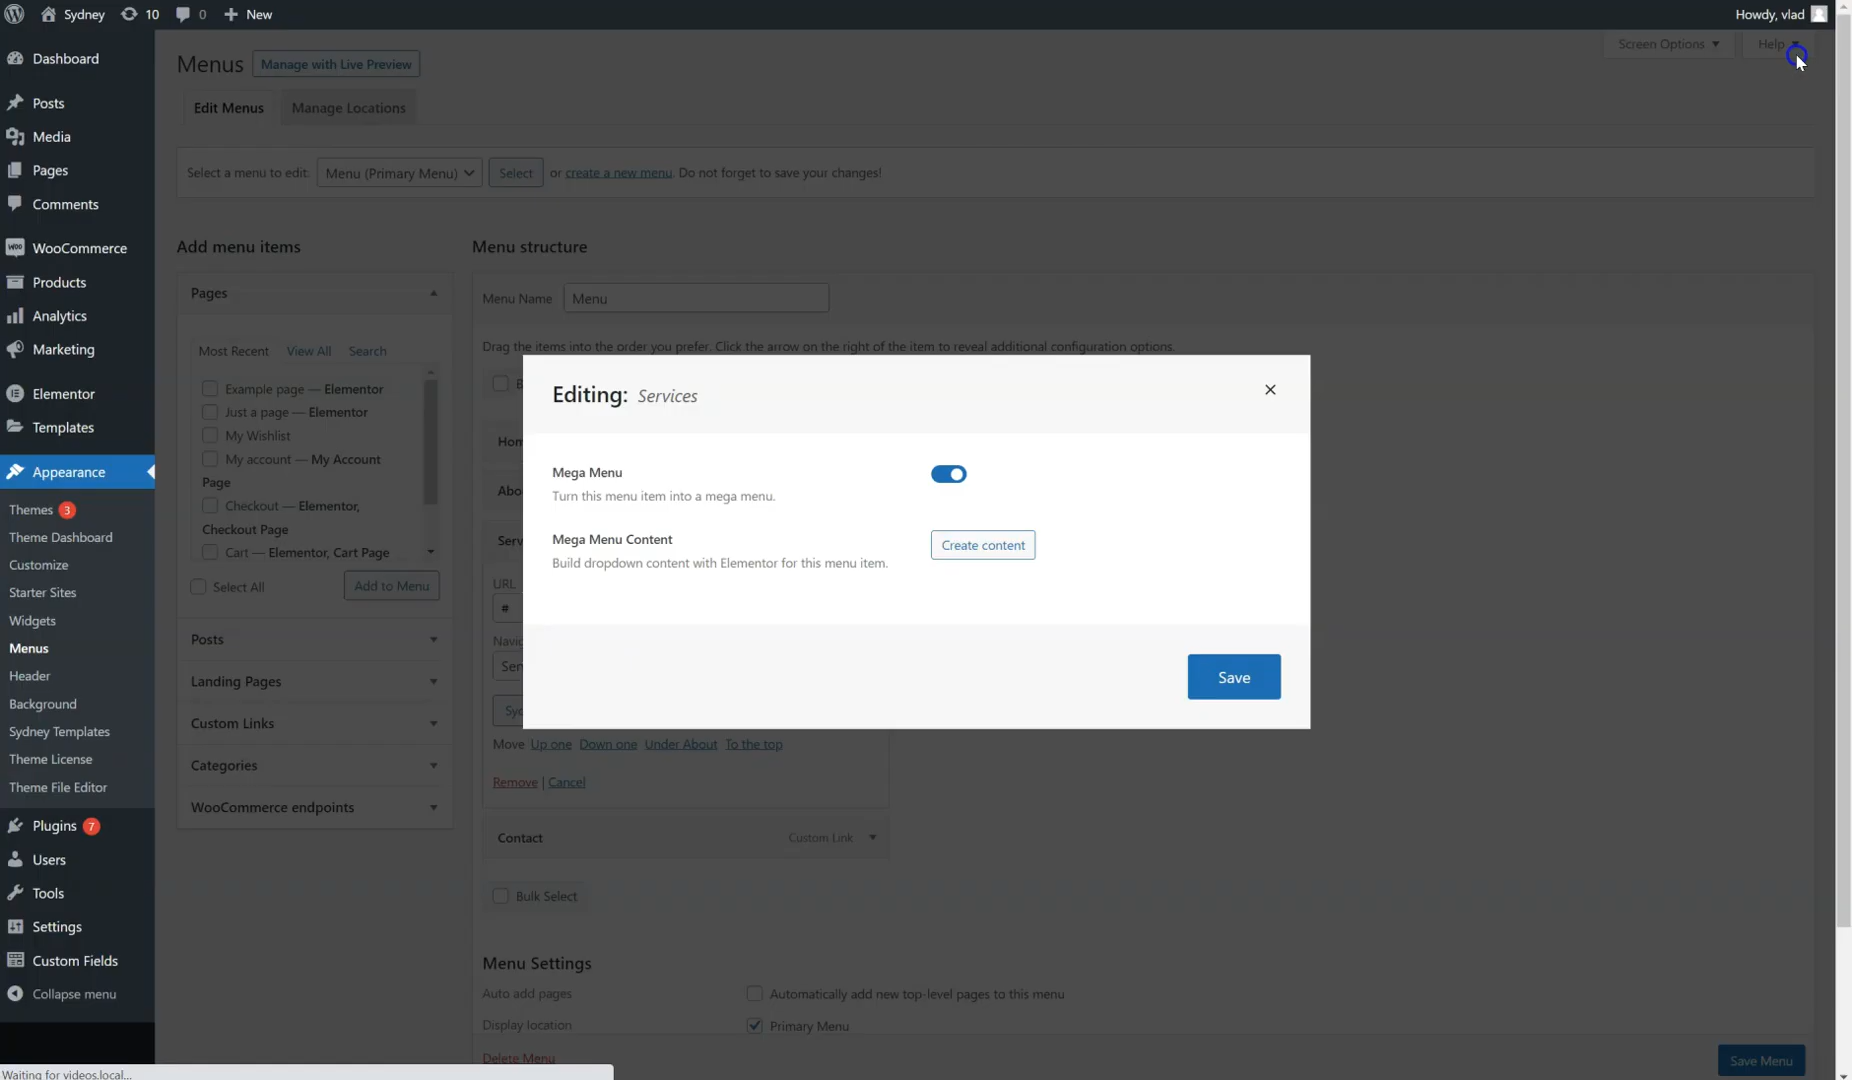 Sydney
10
0
New
Howdy, vlad
Dashboard
Posts
Media
Pages
Comments
WooCommerce
Products
Analytics
Marketing
Elementor
Templates
Appearance
Themes 3
Theme Dashboard
Customize
Starter Sites
Widgets
Menus
Header
Background
Sydney Templates
Theme License
Theme File Editor
Plugins 7
Users
Tools
Settings
Custom Fields
Collapse menu
Screen Options
Help
Menus
Manage with Live Preview
Edit Menus
Manage Locations
Select a menu to edit: Menu (Primary Menu) Select or create a new menu. Do not forget to save your changes!
Add menu items
Pages
Most Recent View All Search
Example page — Elementor
Just a page — Elementor
My Wishlist
My account — My Account
Page
Checkout — Elementor,
Checkout Page
Cart — Elementor, Cart Page
Select All
Add to Menu
Posts
Landing Pages
Custom Links
Categories
WooCommerce endpoints
Menu structure
Menu Name Menu
Drag the items into the order you prefer. Click the arrow on the right of the item to reveal additional configuration options.
Editing: Services
Mega Menu
Turn this menu item into a mega menu.
Mega Menu Content
Build dropdown content with Elementor for this menu item.
Create content
Save
URL
#
Move Up one Down one Under About To the top
Remove | Cancel
Contact
Custom Link
Bulk Select
Menu Settings
Auto add pages
Automatically add new top-level pages to this menu
Display location
Primary Menu
Delete Menu
Save Menu
Waiting for videos.local...